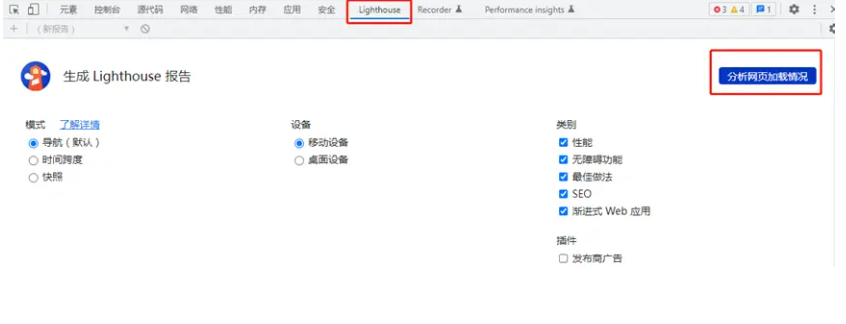 元素 控制台 源代码 网络 性能 内存 应用 安全 Lighthouse Recorder Performance insights 3 4 1
+ (新报告)
生成 Lighthouse 报告 分析网页加载情况
模式 了解详情 设备 类别
导航(默认) 移动设备 性能
时间跨度 桌面设备 无障碍功能
快照 最佳做法
SEO
渐进式 Web 应用
插件
发布商广告